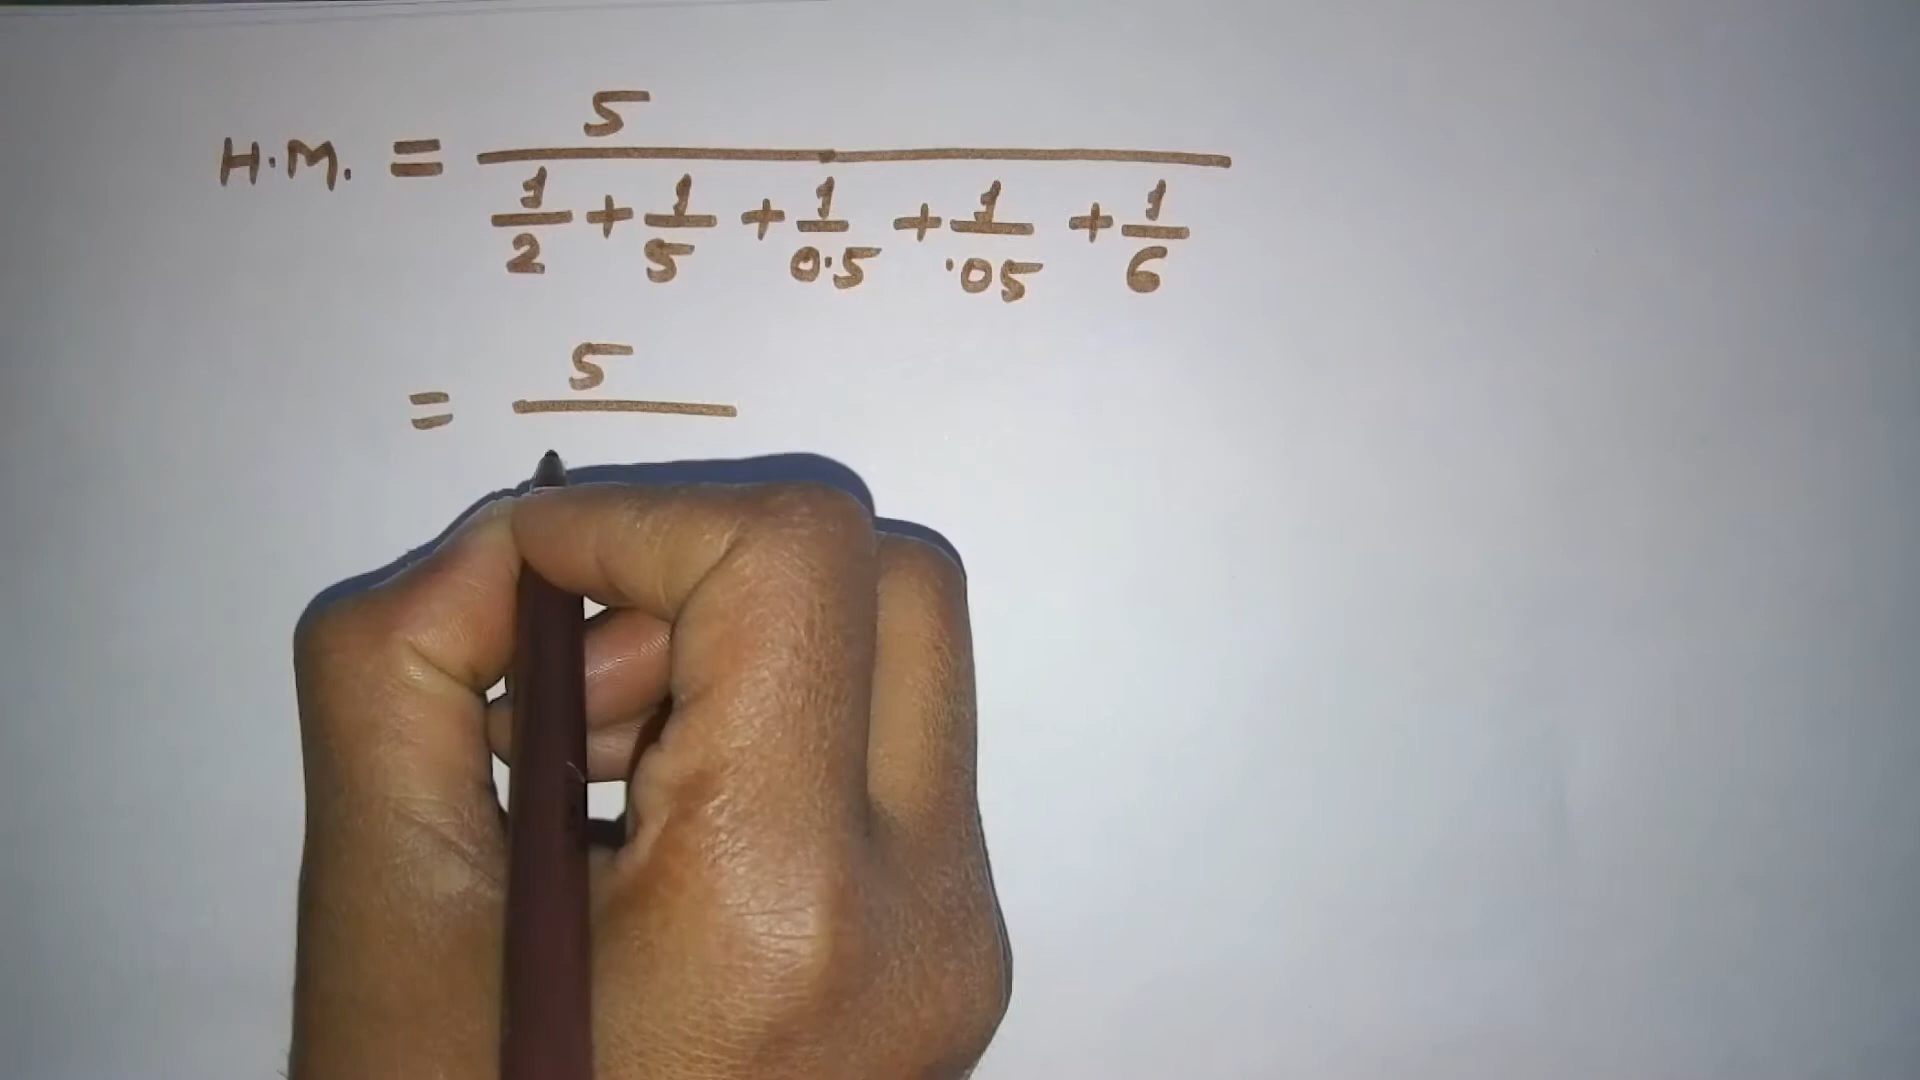 H.M. = 5
1/2 + 1/5 + 1/0.5 + 1/.05 + 1/6
= 5